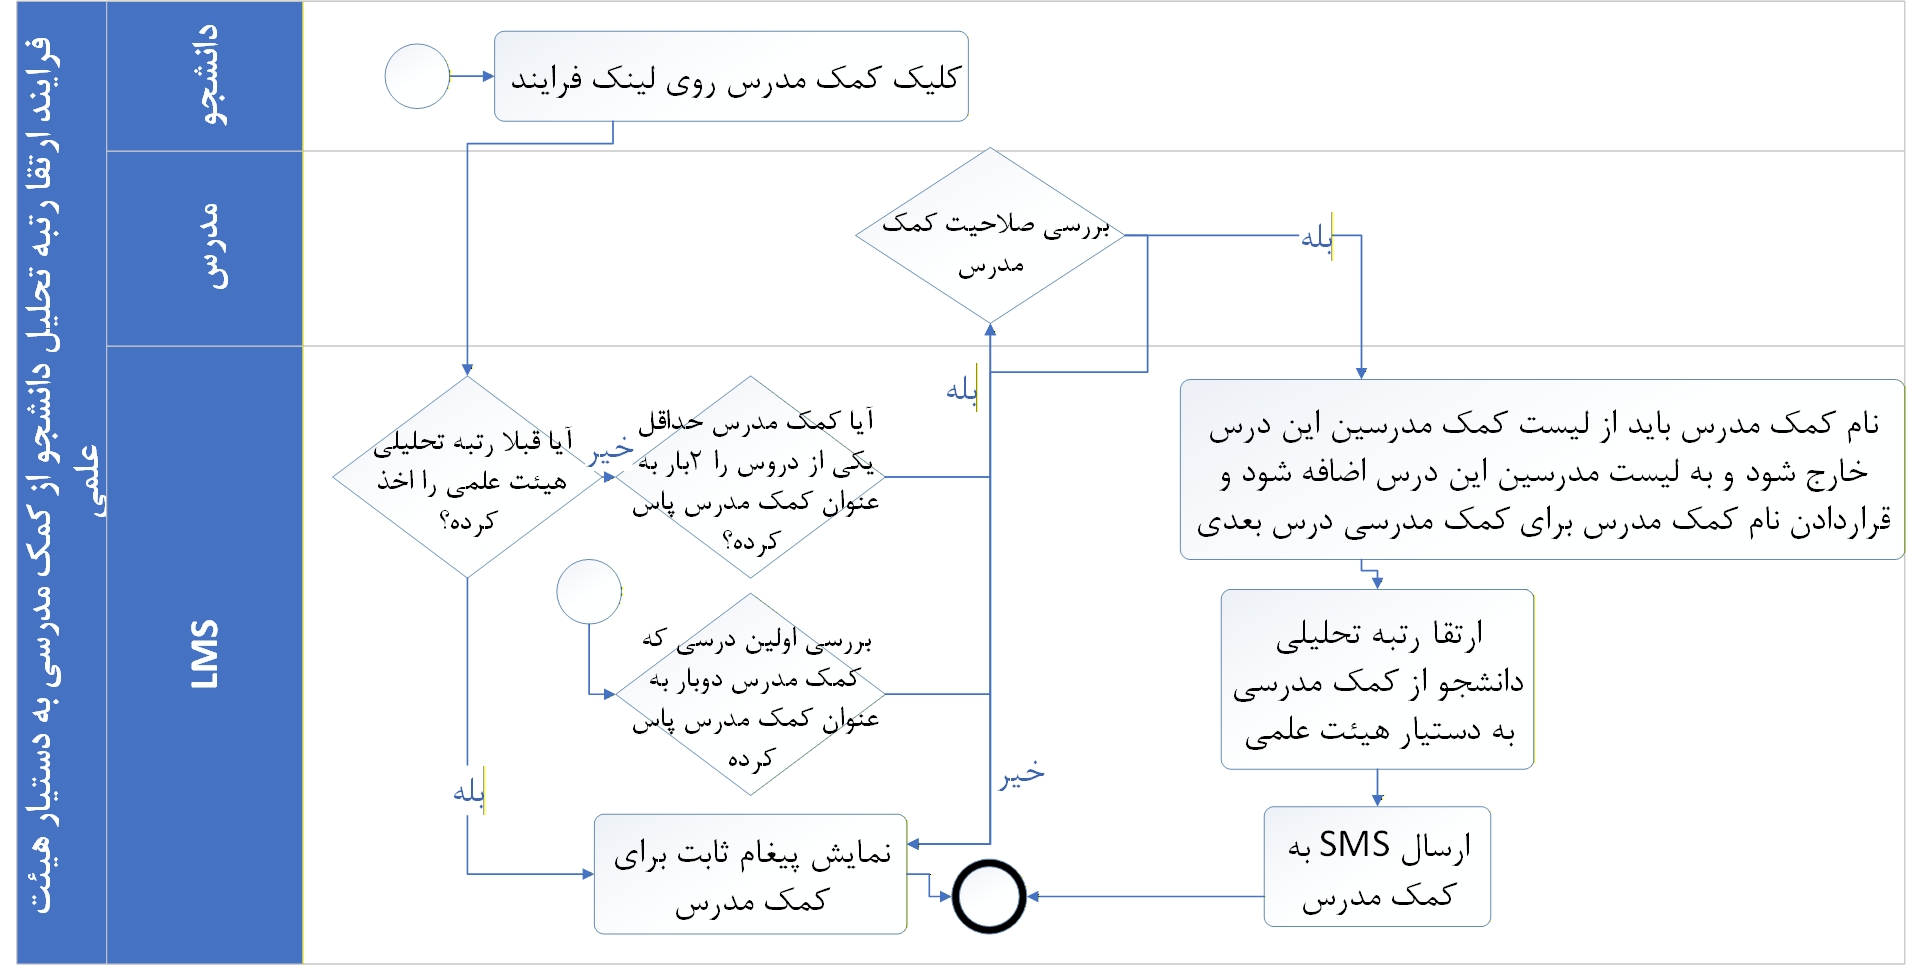 فرایند ارتقا رتبه تحلیل دانشجو از کمک مدرسی به دستیار هیئت
علمی
دانشجو
کلیک کمک مدرس روی لینک فرایند
مدرس
بررسی صلاحیت کمک
مدرس
بله
LMS
آیا قبلا رتبه تحلیلی
هیئت علمی را اخذ
کرده؟
خیر
آیا کمک مدرس حداقل
یکی از دروس را ۲بار به
عنوان کمک مدرس پاس
کرده؟
بله
نام کمک مدرس باید از لیست کمک مدرسین این درس
خارج شود و به لیست مدرسین این درس اضافه شود و
قراردادن نام کمک مدرس برای کمک مدرسی درس بعدی
بررسی اولین درسی که
کمک مدرس دوبار به
عنوان کمک مدرس پاس
کرده
ارتقا رتبه تحلیلی
دانشجو از کمک مدرسی
به دستیار هیئت علمی
خیر
بله
نمایش پیغام ثابت برای
کمک مدرس
ارسال SMS به
کمک مدرس